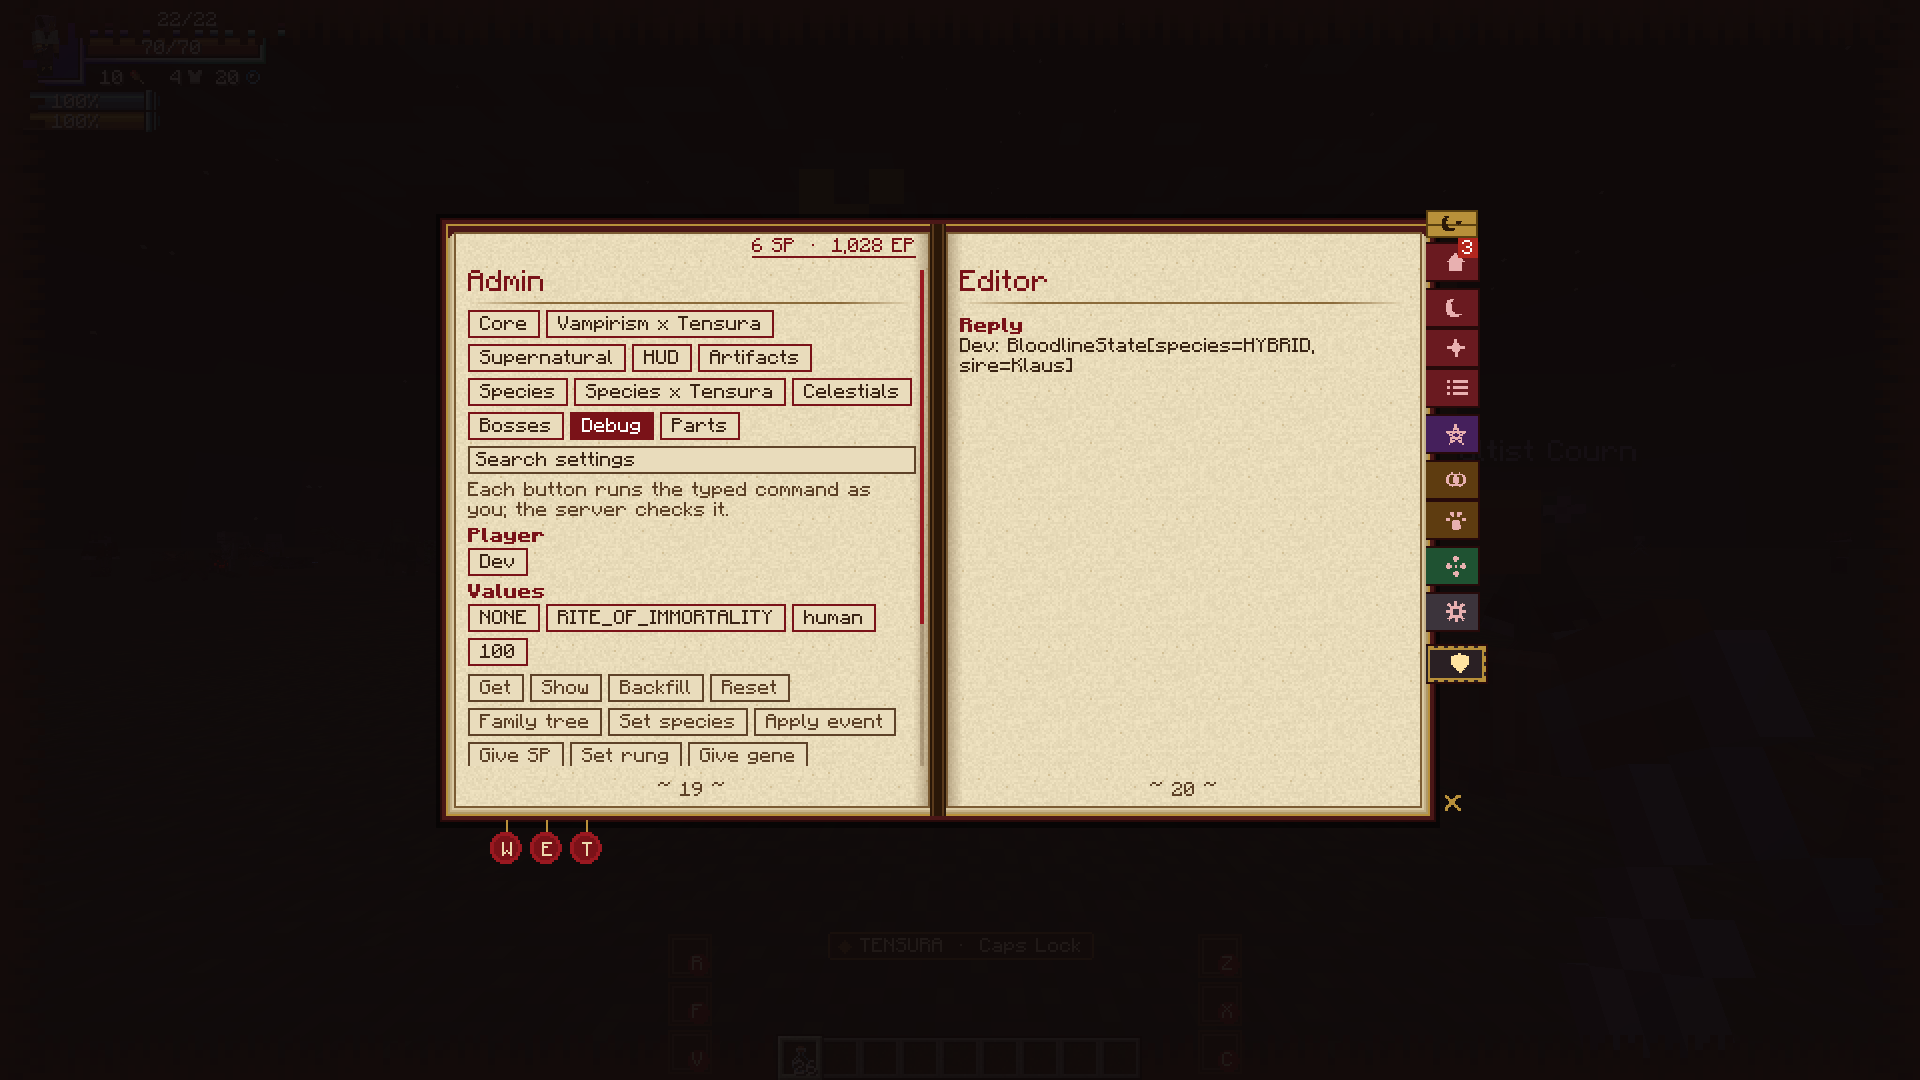 22/22
70/70
10 4 20
100%
100%
6 SP · 1,028 EP
Admin
Core Vampirism x Tensura
Supernatural HUD Artifacts
Species Species x Tensura Celestials
Bosses Debug Parts
Search settings
Each button runs the typed command as
you; the server checks it.
Player
Dev
Values
NONE RITE_OF_IMMORTALITY human
100
Get Show Backfill Reset
Family tree Set species Apply event
Give SP Set rung Give gene
~ 19 ~
Editor
Reply
Dev: BloodlineState[species=HYBRID,
sire=Klaus]
~ 20 ~
3
X
W E T
TENSURA · Caps Lock
R
F
V
Z
X
C
26